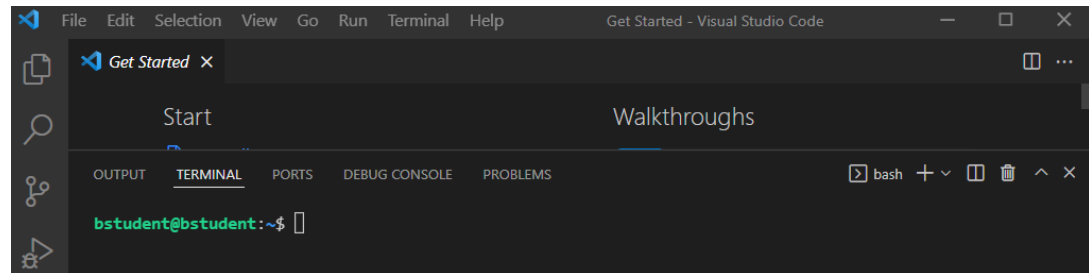 File Edit Selection View Go Run Terminal Help Get Started - Visual Studio Code
Get Started
Start Walkthroughs
OUTPUT TERMINAL PORTS DEBUG CONSOLE PROBLEMS bash
bstudent@bstudent:~$